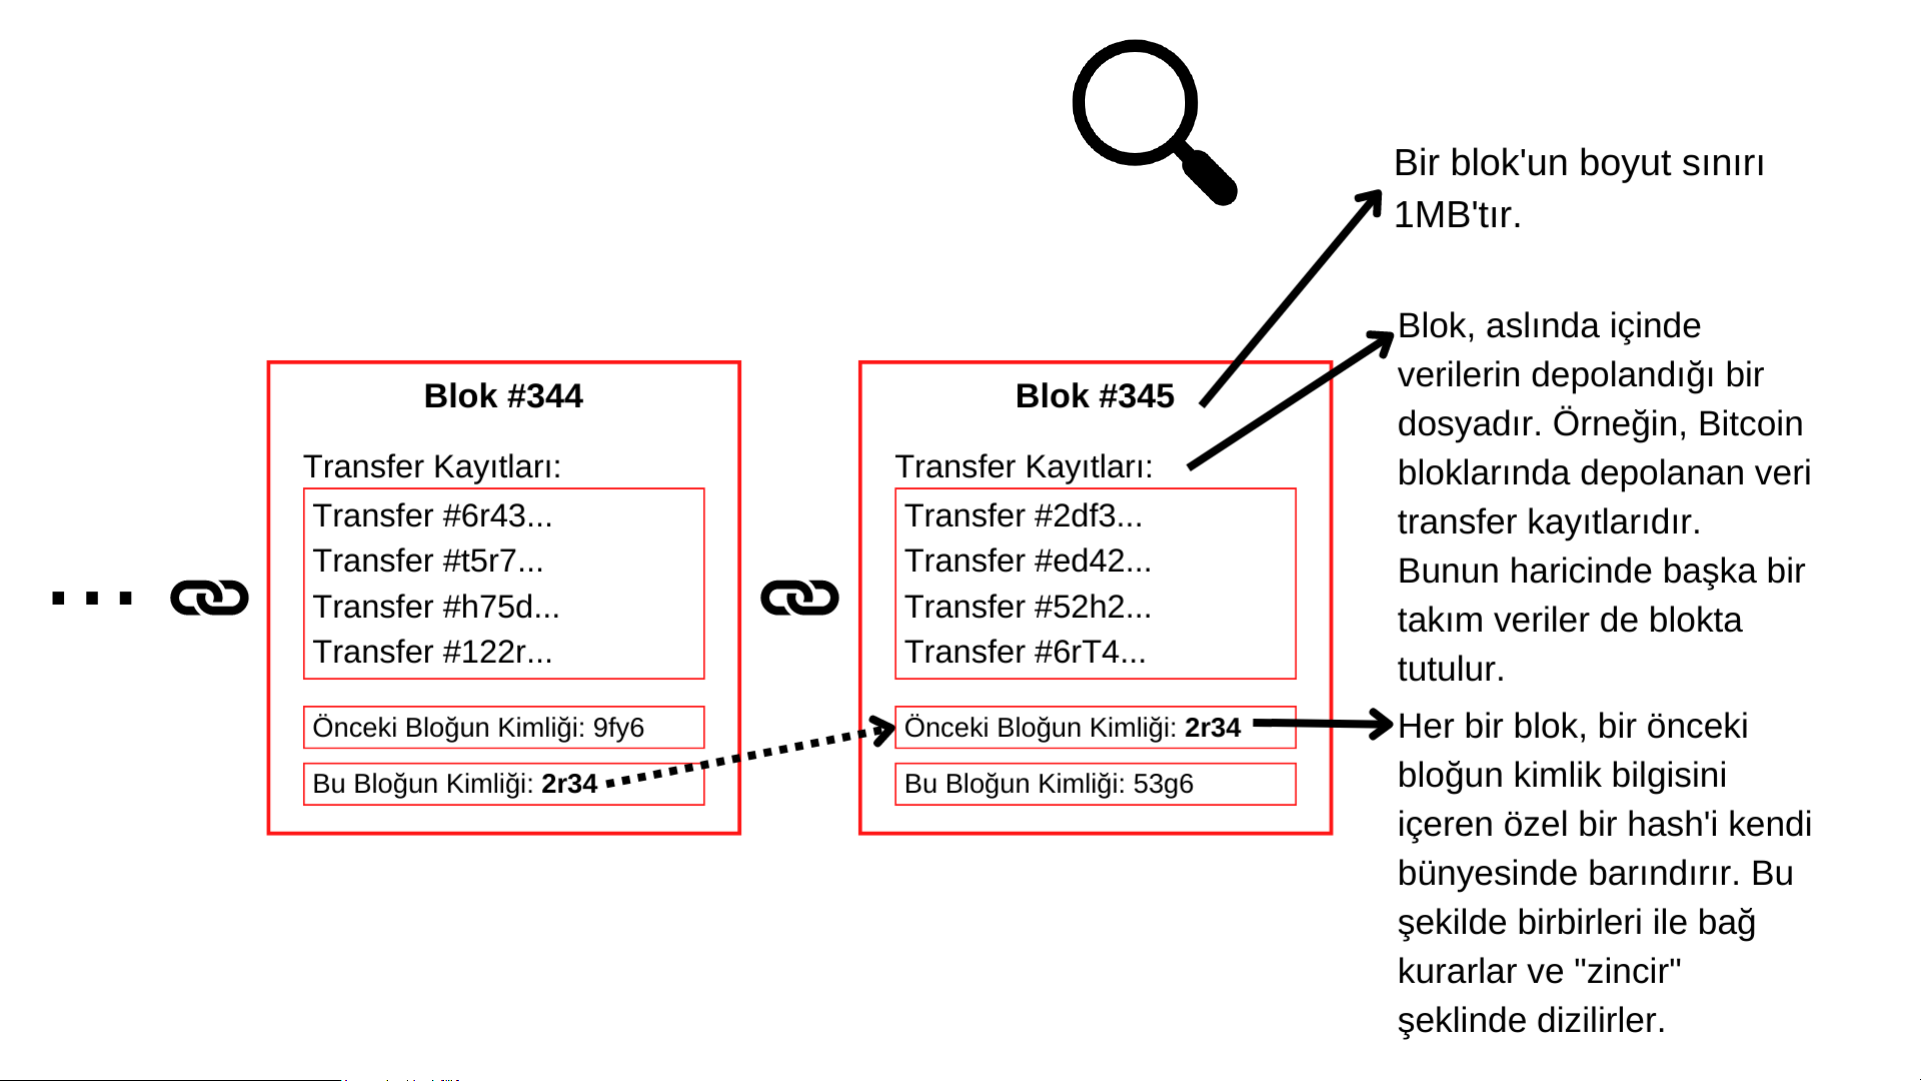 Bir blok'un boyut sınırı
1MB'tır.
Blok, aslında içinde
verilerin depolandığı bir
dosyadır. Örneğin, Bitcoin
bloklarında depolanan veri
transfer kayıtlarıdır.
Bunun haricinde başka bir
takım veriler de blokta
tutulur.
Her bir blok, bir önceki
bloğun kimlik bilgisini
içeren özel bir hash'i kendi
bünyesinde barındırır. Bu
şekilde birbirleri ile bağ
kurarlar ve "zincir"
şeklinde dizilirler.
Blok #344
Transfer Kayıtları:
Transfer #6r43...
Transfer #t5r7...
Transfer #h75d...
Transfer #122r...
Önceki Bloğun Kimliği: 9fy6
Bu Bloğun Kimliği: 2r34
Blok #345
Transfer Kayıtları:
Transfer #2df3...
Transfer #ed42...
Transfer #52h2...
Transfer #6rT4...
Önceki Bloğun Kimliği: 2r34
Bu Bloğun Kimliği: 53g6